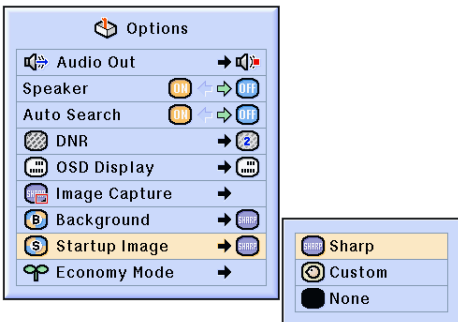 Options
Audio Out
Speaker ON OFF
Auto Search ON OFF
DNR 2
OSD Display
SHARP Image Capture
B Background SHARP
S Startup Image SHARP
Economy Mode
SHARP Sharp
Custom
None